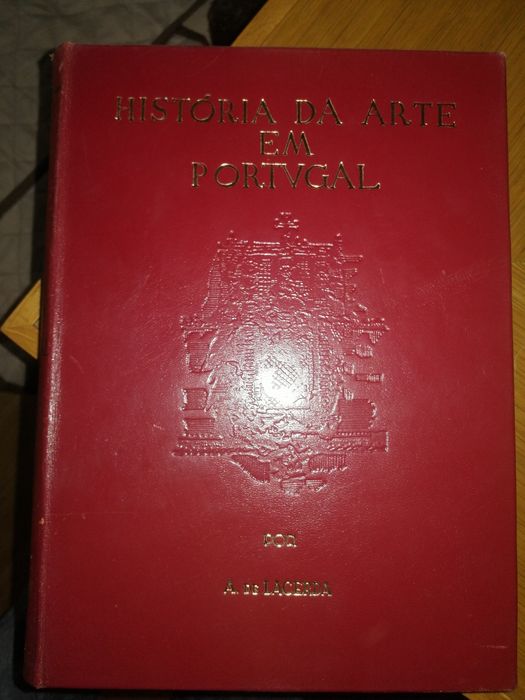 HISTÓRIA DA ARTE
EM
PORTVGAL
POR
A. DE LACERDA